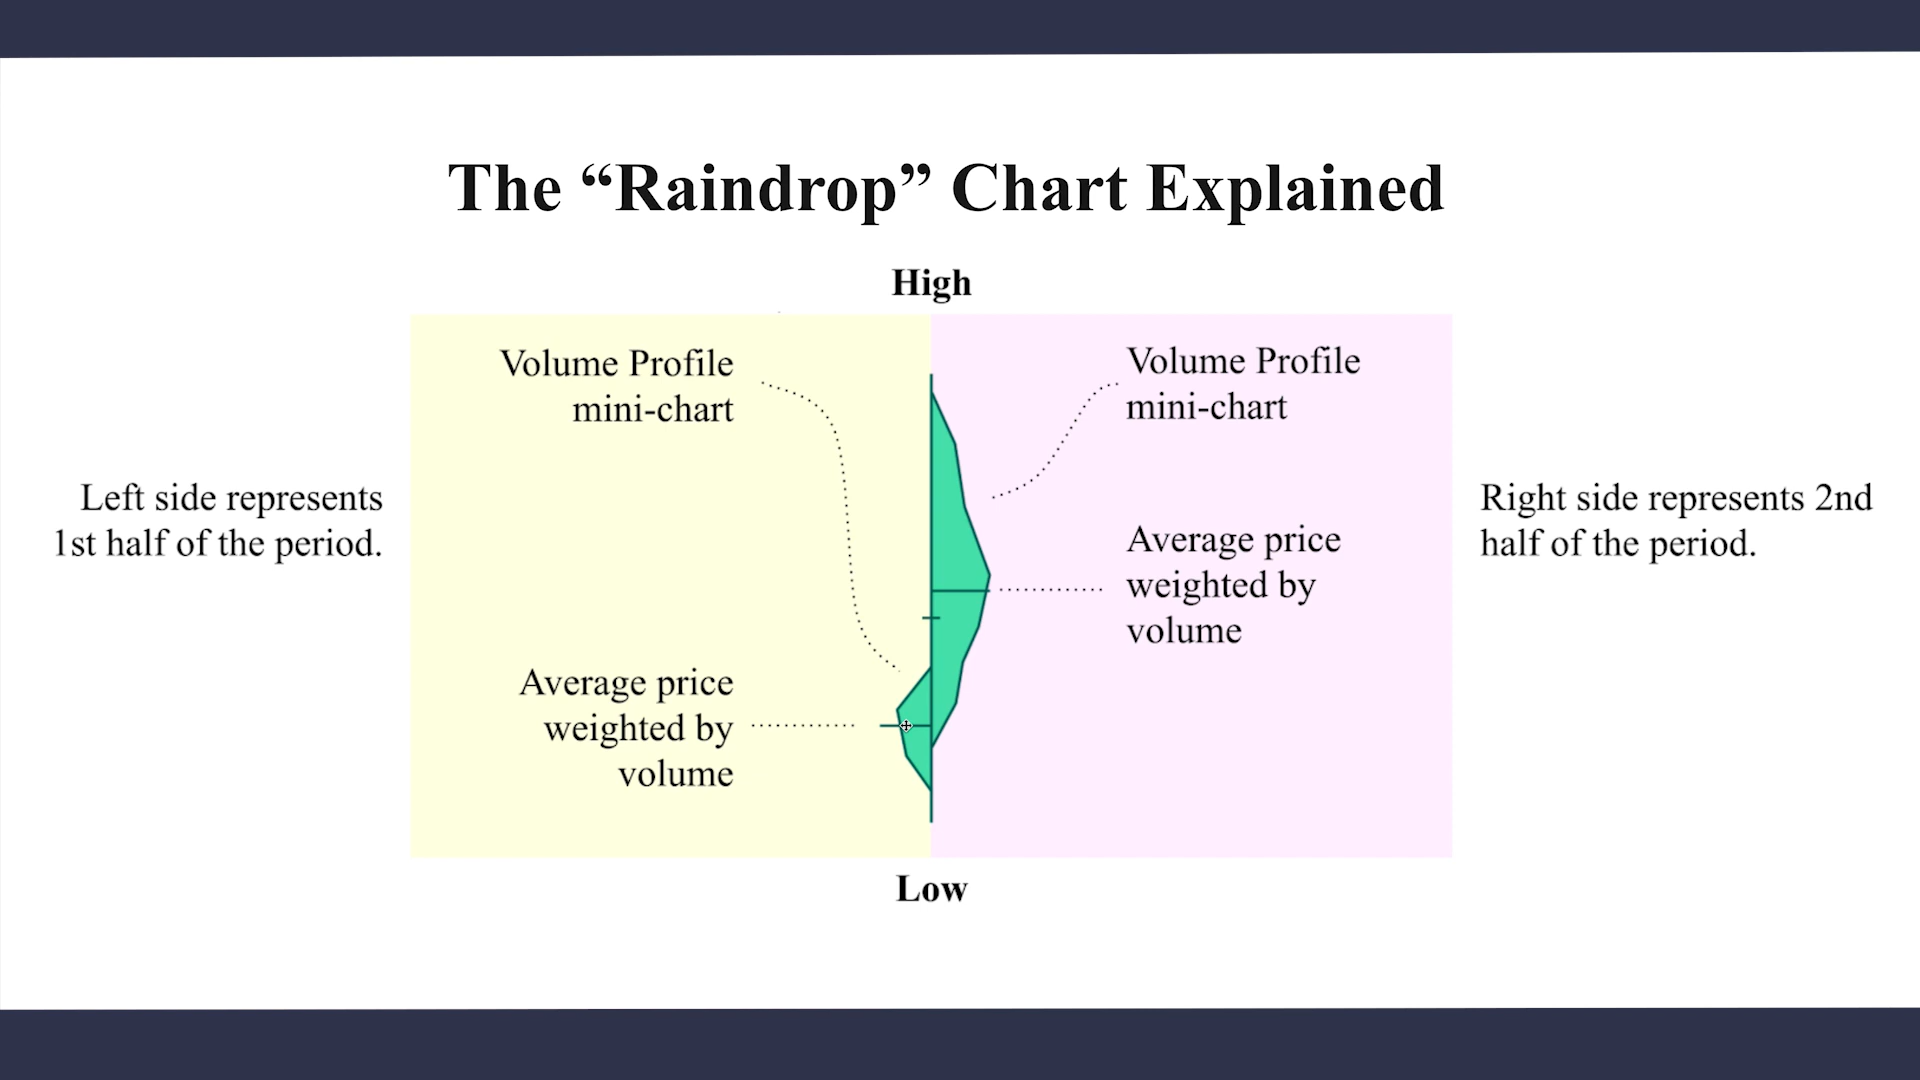 The “Raindrop” Chart Explained
High
Volume Profile
mini-chart
Volume Profile
mini-chart
Left side represents
1st half of the period.
Average price
weighted by
volume
Right side represents 2nd
half of the period.
Average price
weighted by
volume
Low